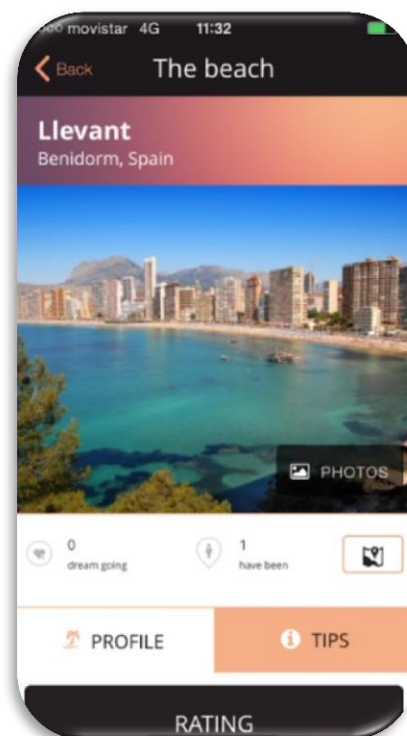 movistar 4G 11:32
Back The beach
Llevant
Benidorm, Spain
PHOTOS
0 1
dream going have been
PROFILE TIPS
RATING